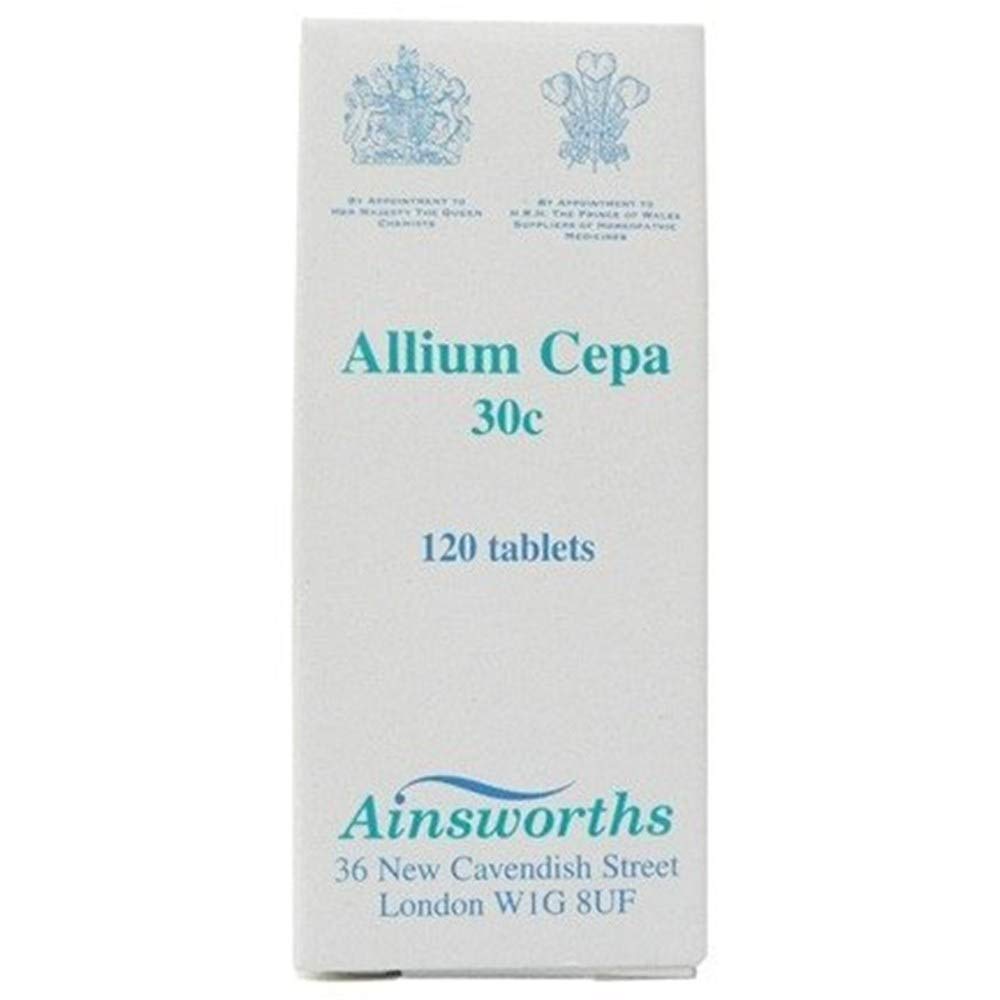 BY APPOINTMENT TO
HER MAJESTY THE QUEEN
CHEMISTS
BY APPOINTMENT TO
H.R.H. THE PRINCE OF WALES
SUPPLIERS OF HOMEOPATHIC
MEDICINES
Allium Cepa
30c
120 tablets
Ainsworths
36 New Cavendish Street
London W1G 8UF